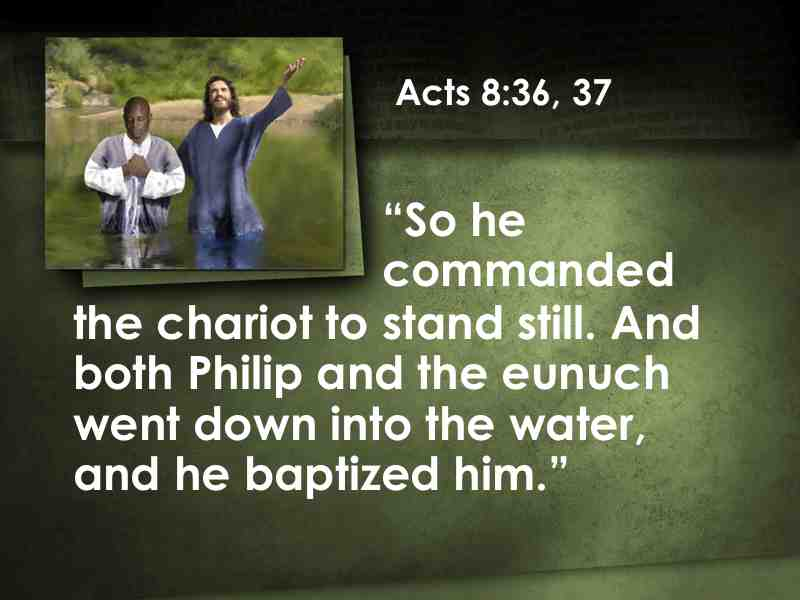 Acts 8:36, 37
“So he
commanded
the chariot to stand still. And
both Philip and the eunuch
went down into the water,
and he baptized him.”